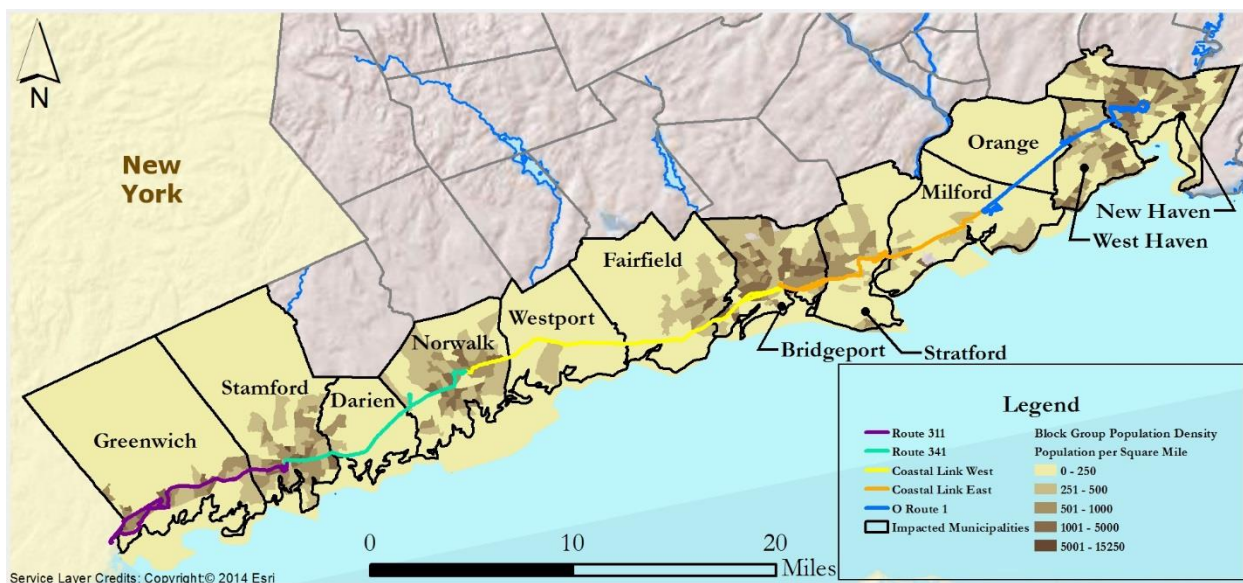 N
New
York
Greenwich
Stamford
Darien
Norwalk
Westport
Fairfield
Bridgeport
Stratford
Milford
Orange
New Haven
West Haven
0
10
20
Miles
Legend
Route 311
Route 341
Coastal Link West
Coastal Link East
O Route 1
Impacted Municipalities
Block Group Population Density
Population per Square Mile
0 - 250
251 - 500
501 - 1000
1001 - 5000
5001 - 15250
Service Layer Credits: Copyright:© 2014 Esri